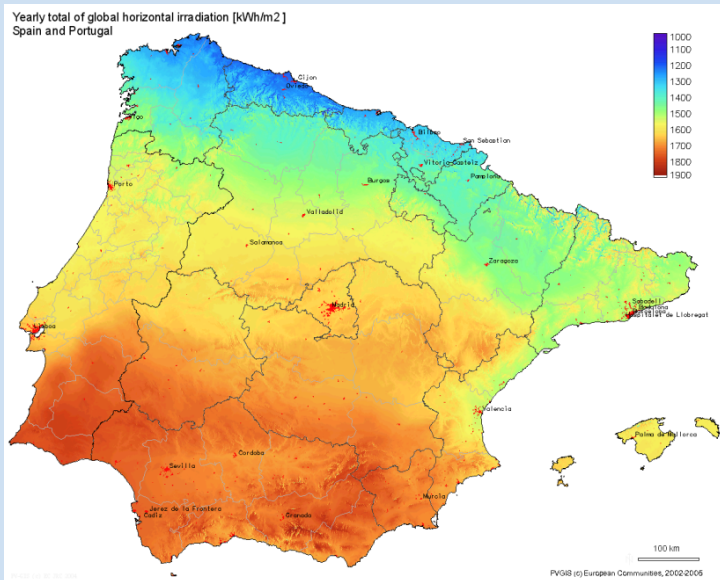 Yearly total of global horizontal irradiation [kWh/m2]
Spain and Portugal
1000
1100
1200
1300
1400
1500
1600
1700
1800
1900
Gijon
Oviedo
Bilbao
San Sebastian
Vitoria-Gasteiz
Pamplona
Vigo
Burgos
Porto
Valladolid
Salamanca
Zaragoza
Sabadell
Badalona
Barcelona
Hospitalet de Llobregat
Madrid
Lisboa
Valencia
Palma de Mallorca
Cordoba
Sevilla
Murcia
Jerez de la Frontera
Cadiz
Granada
100 km
PVGIS (c) European Communities, 2002-2006